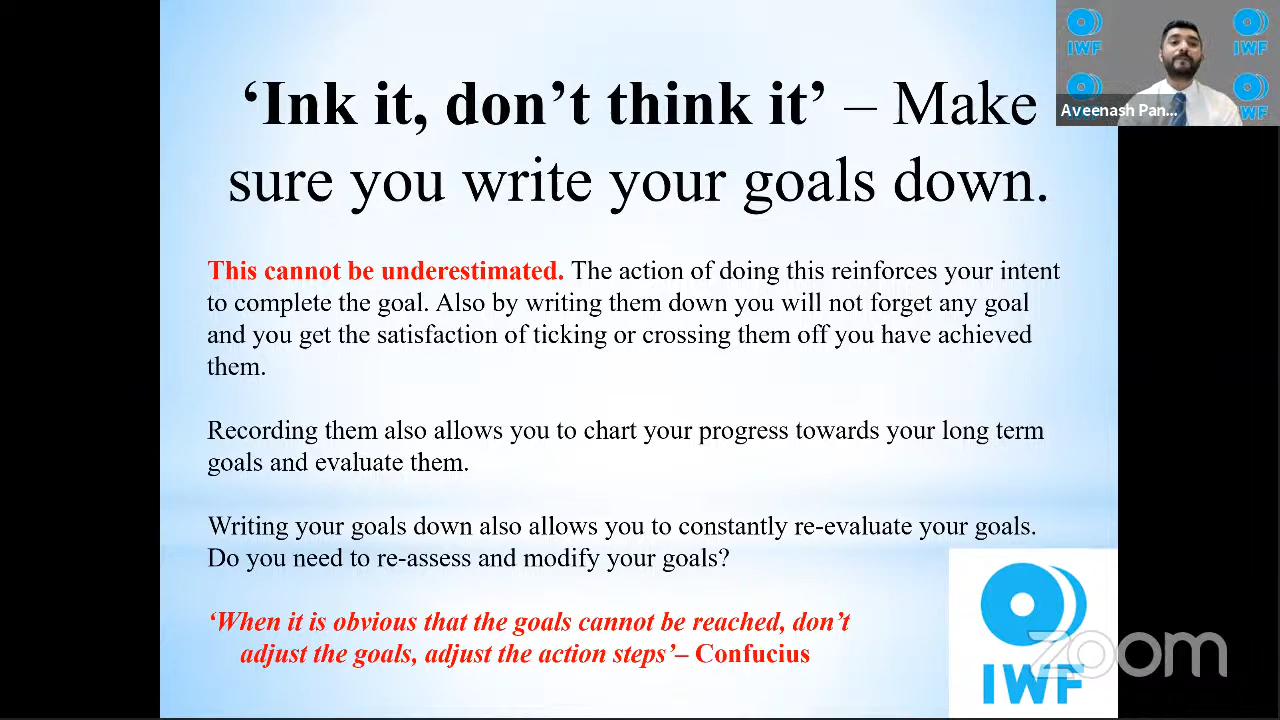 ‘Ink it, don’t think it’ – Make
sure you write your goals down.
This cannot be underestimated. The action of doing this reinforces your intent
to complete the goal. Also by writing them down you will not forget any goal
and you get the satisfaction of ticking or crossing them off you have achieved
them.
Recording them also allows you to chart your progress towards your long term
goals and evaluate them.
Writing your goals down also allows you to constantly re-evaluate your goals.
Do you need to re-assess and modify your goals?
‘When it is obvious that the goals cannot be reached, don’t
adjust the goals, adjust the action steps’– Confucius
IWF
IWF
IWF
IWF
Aveenash Pan...
zoom
IWF